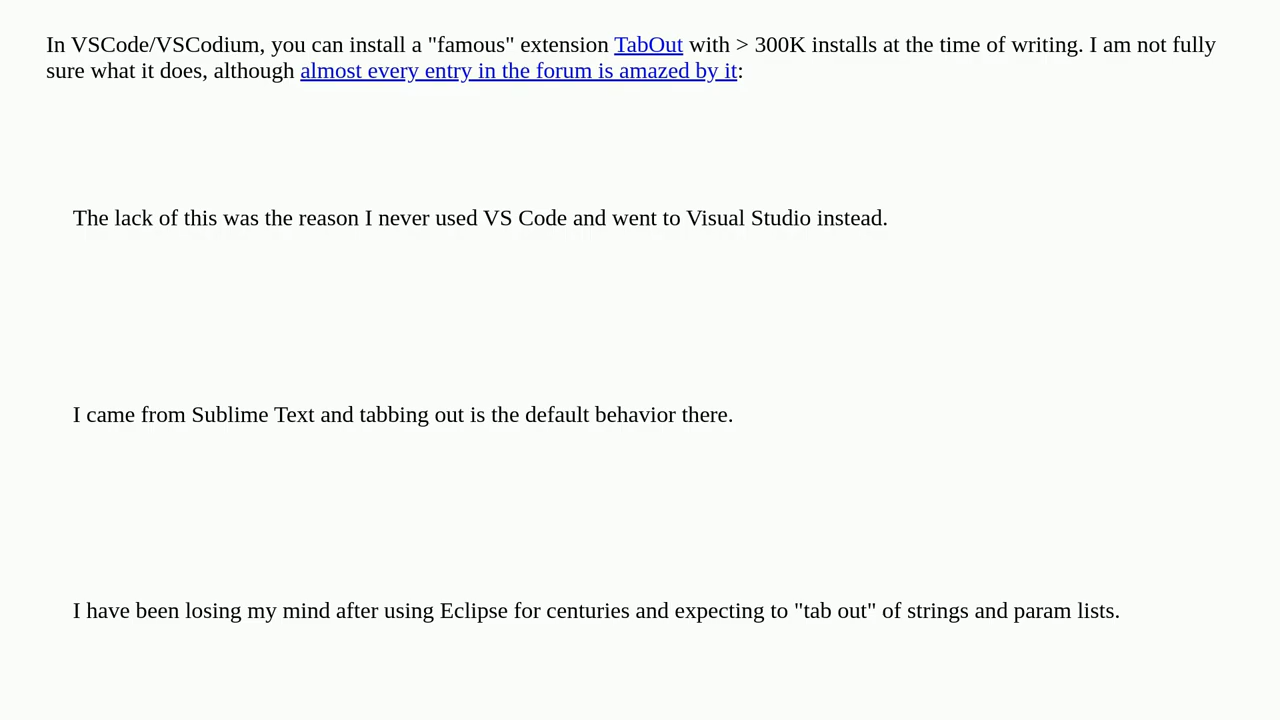 In VSCode/VSCodium, you can install a "famous" extension TabOut with > 300K installs at the time of writing. I am not fully
sure what it does, although almost every entry in the forum is amazed by it:
The lack of this was the reason I never used VS Code and went to Visual Studio instead.
I came from Sublime Text and tabbing out is the default behavior there.
I have been losing my mind after using Eclipse for centuries and expecting to "tab out" of strings and param lists.